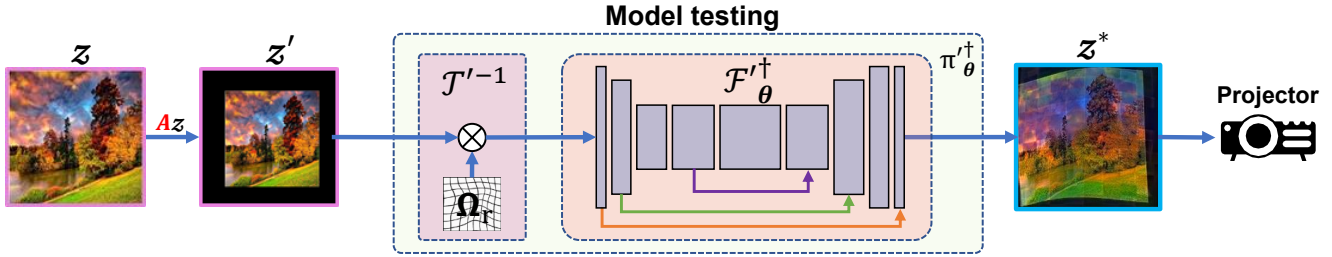 Model testing
z
z′
z*
Az
𝒯′⁻¹
ℱ′†θ
π′†θ
Ωr
Projector